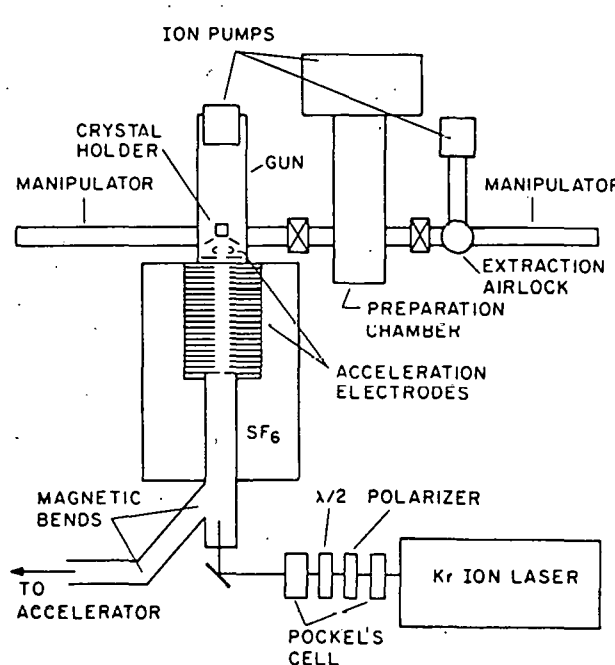 ION PUMPS
CRYSTAL
HOLDER
GUN
MANIPULATOR
MANIPULATOR
EXTRACTION
AIRLOCK
PREPARATION
CHAMBER
ACCELERATION
ELECTRODES
SF6
MAGNETIC
BENDS
λ/2 POLARIZER
Kr ION LASER
TO
ACCELERATOR
POCKEL'S
CELL